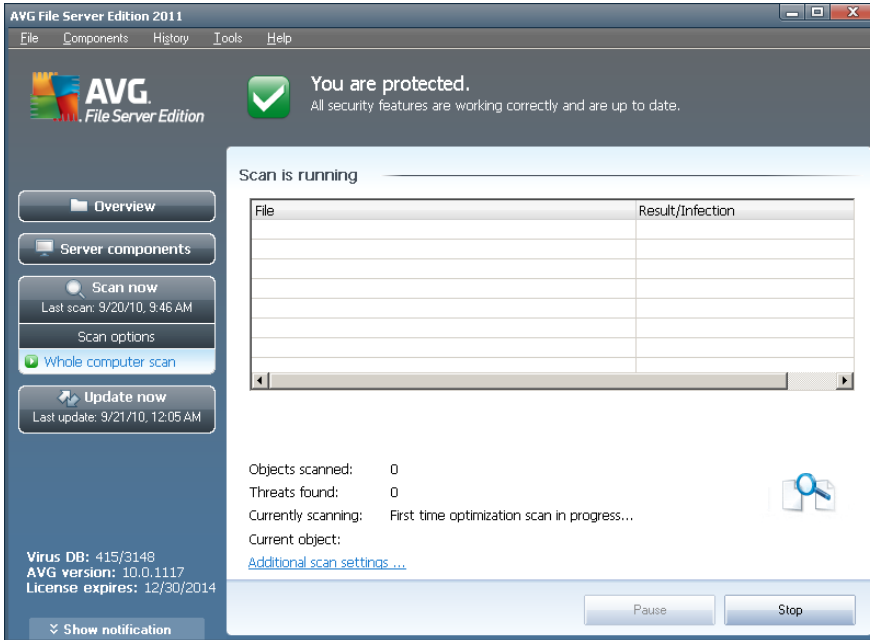 AVG File Server Edition 2011
File Components History Tools Help
AVG.
File Server Edition
You are protected.
All security features are working correctly and are up to date.
Overview
Server components
Scan now
Last scan: 9/20/10, 9:46 AM
Scan options
Whole computer scan
Update now
Last update: 9/21/10, 12:05 AM
Virus DB: 415/3148
AVG version: 10.0.1117
License expires: 12/30/2014
Show notification
Scan is running
File Result/Infection
Objects scanned: 0
Threats found: 0
Currently scanning: First time optimization scan in progress...
Current object:
Additional scan settings ...
Pause Stop